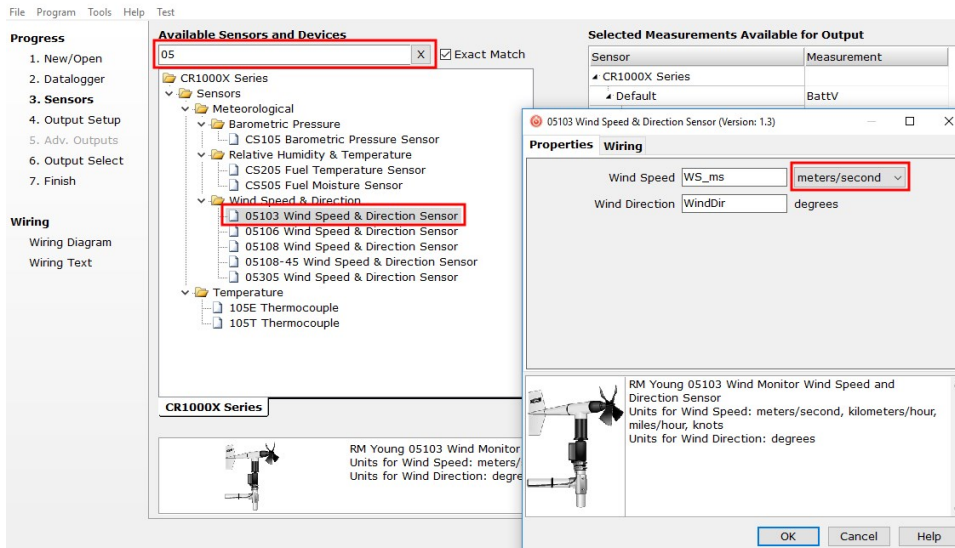 File Program Tools Help Test
Progress
1. New/Open
2. Datalogger
3. Sensors
4. Output Setup
5. Adv. Outputs
6. Output Select
7. Finish
Wiring
Wiring Diagram
Wiring Text
Available Sensors and Devices
05 X Exact Match
CR1000X Series
Sensors
Meteorological
Barometric Pressure
CS105 Barometric Pressure Sensor
Relative Humidity & Temperature
CS205 Fuel Temperature Sensor
CS505 Fuel Moisture Sensor
Wind Speed & Direction
05103 Wind Speed & Direction Sensor
05106 Wind Speed & Direction Sensor
05108 Wind Speed & Direction Sensor
05108-45 Wind Speed & Direction Sensor
05305 Wind Speed & Direction Sensor
Temperature
105E Thermocouple
105T Thermocouple
CR1000X Series
RM Young 05103 Wind Monitor
Units for Wind Speed: meters/
Units for Wind Direction: degre
Selected Measurements Available for Output
Sensor Measurement
CR1000X Series
Default BattV
05103 Wind Speed & Direction Sensor (Version: 1.3)
Properties Wiring
Wind Speed WS_ms meters/second
Wind Direction WindDir degrees
RM Young 05103 Wind Monitor Wind Speed and
Direction Sensor
Units for Wind Speed: meters/second, kilometers/hour,
miles/hour, knots
Units for Wind Direction: degrees
OK Cancel Help